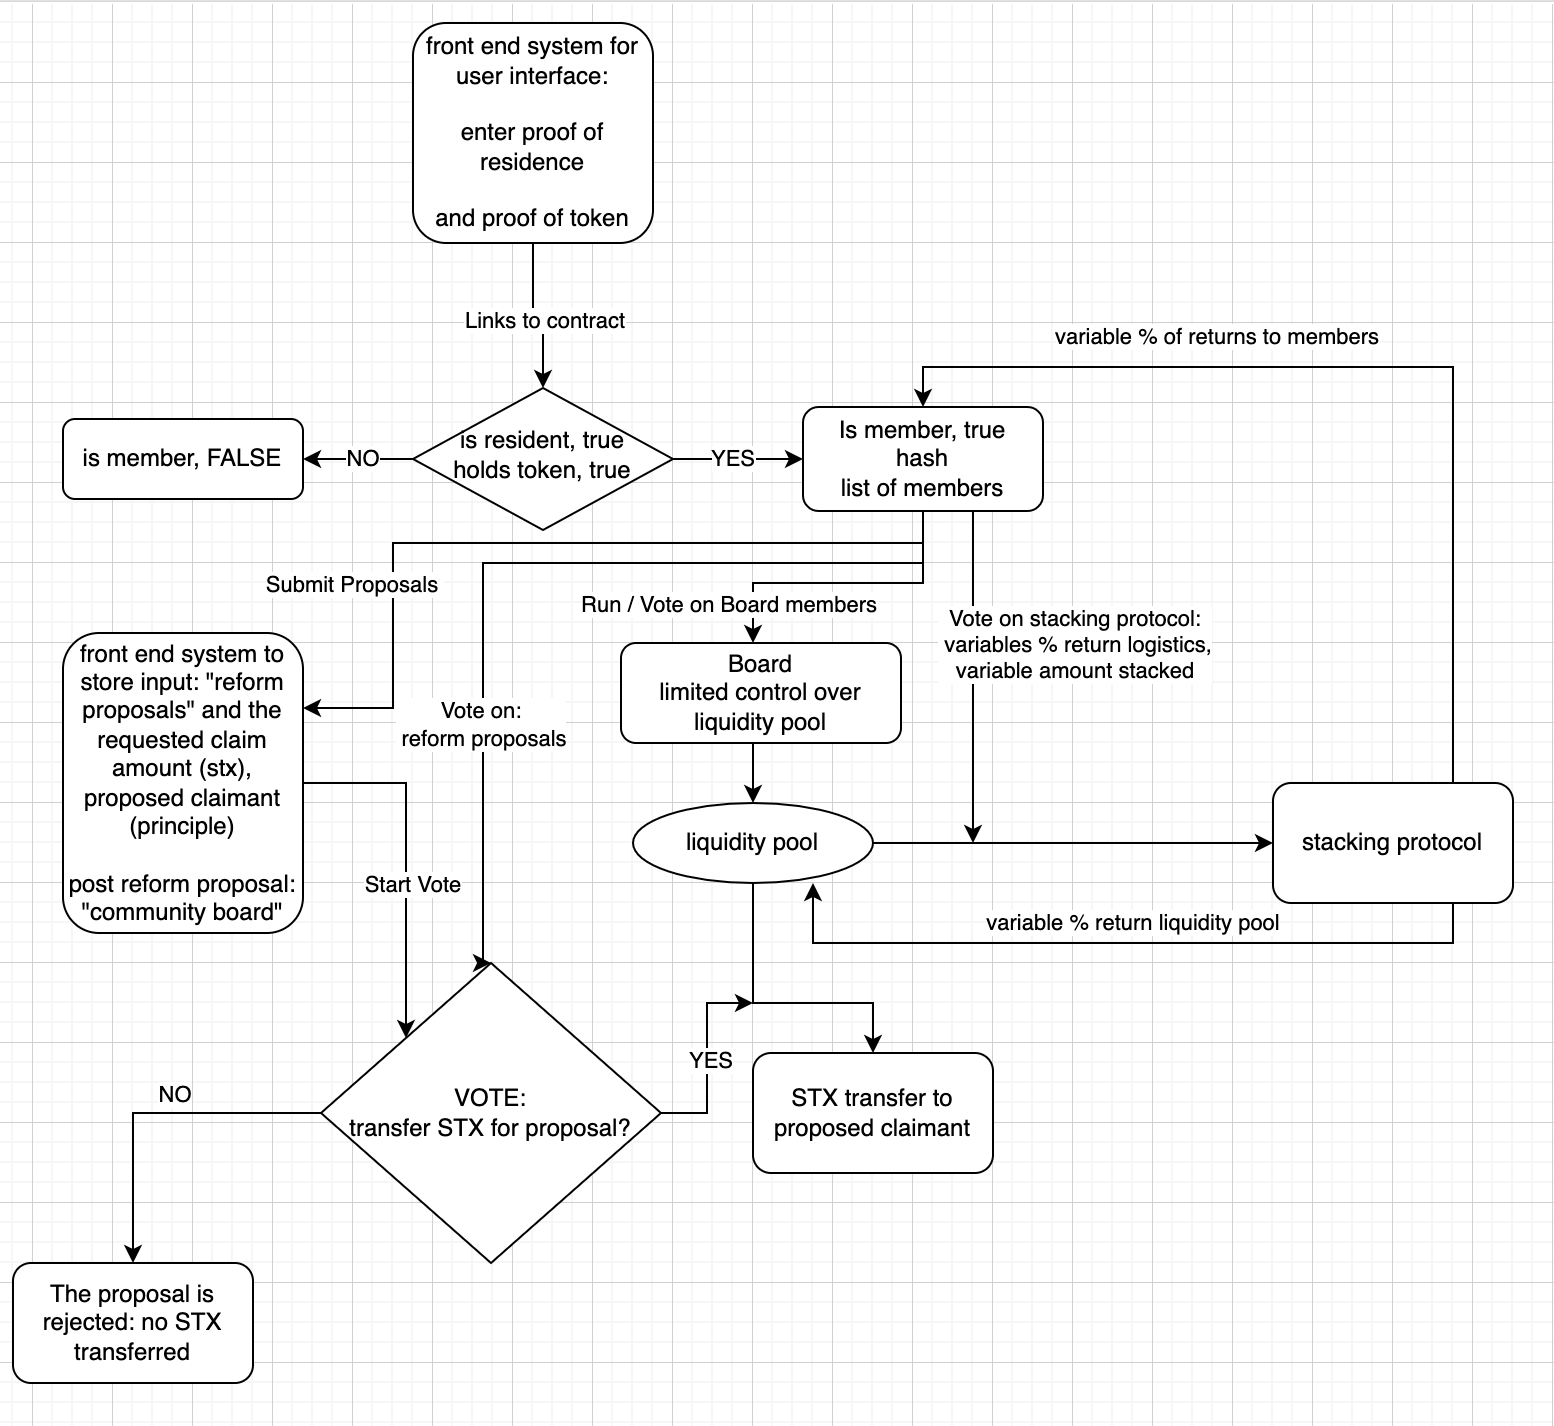 front end system for
user interface:
enter proof of
residence
and proof of token
Links to contract
variable % of returns to members
is member, FALSE
NO
is resident, true
holds token, true
YES
Is member, true
hash
list of members
Submit Proposals
Run / Vote on Board members
Vote on stacking protocol:
variables % return logistics,
variable amount stacked
front end system to
store input: "reform
proposals" and the
requested claim
amount (stx),
proposed claimant
(principle)
post reform proposal:
"community board"
Vote on:
reform proposals
Board
limited control over
liquidity pool
liquidity pool
stacking protocol
Start Vote
variable % return liquidity pool
NO
VOTE:
transfer STX for proposal?
YES
STX transfer to
proposed claimant
The proposal is
rejected: no STX
transferred